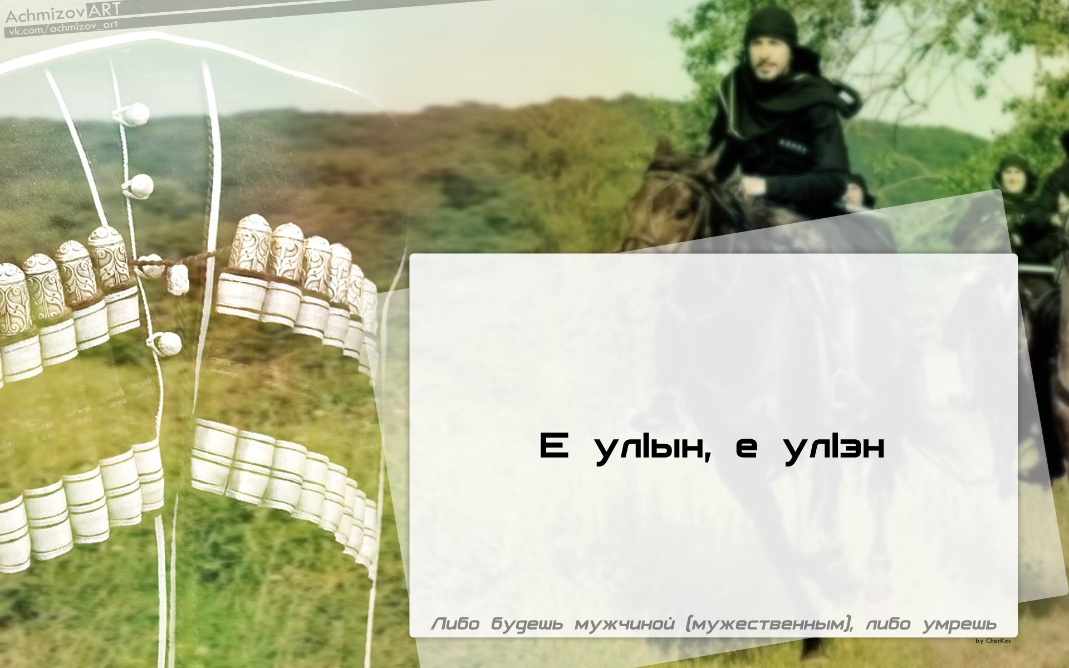 AchmizovART
vk.com/achmizov_art
Е улӏын, е улӏэн
Либо будешь мужчиной (мужественным), либо умрешь
by CherKes